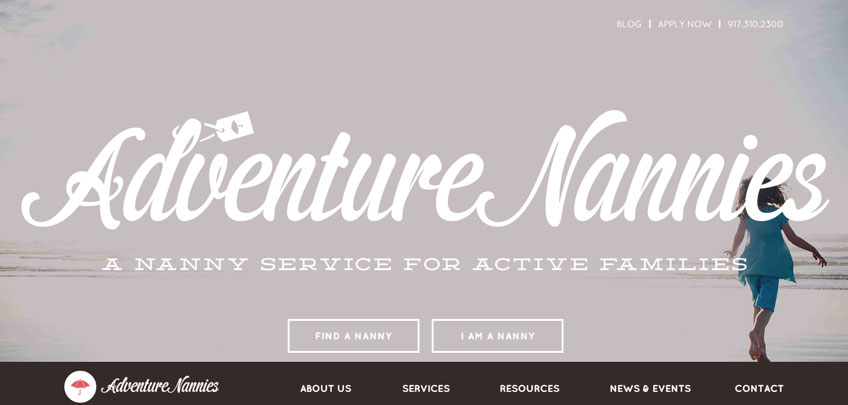 BLOG | APPLY NOW | 917.310.2300
Adventure Nannies
A NANNY SERVICE FOR ACTIVE FAMILIES
FIND A NANNY I AM A NANNY
Adventure Nannies ABOUT US SERVICES RESOURCES NEWS & EVENTS CONTACT